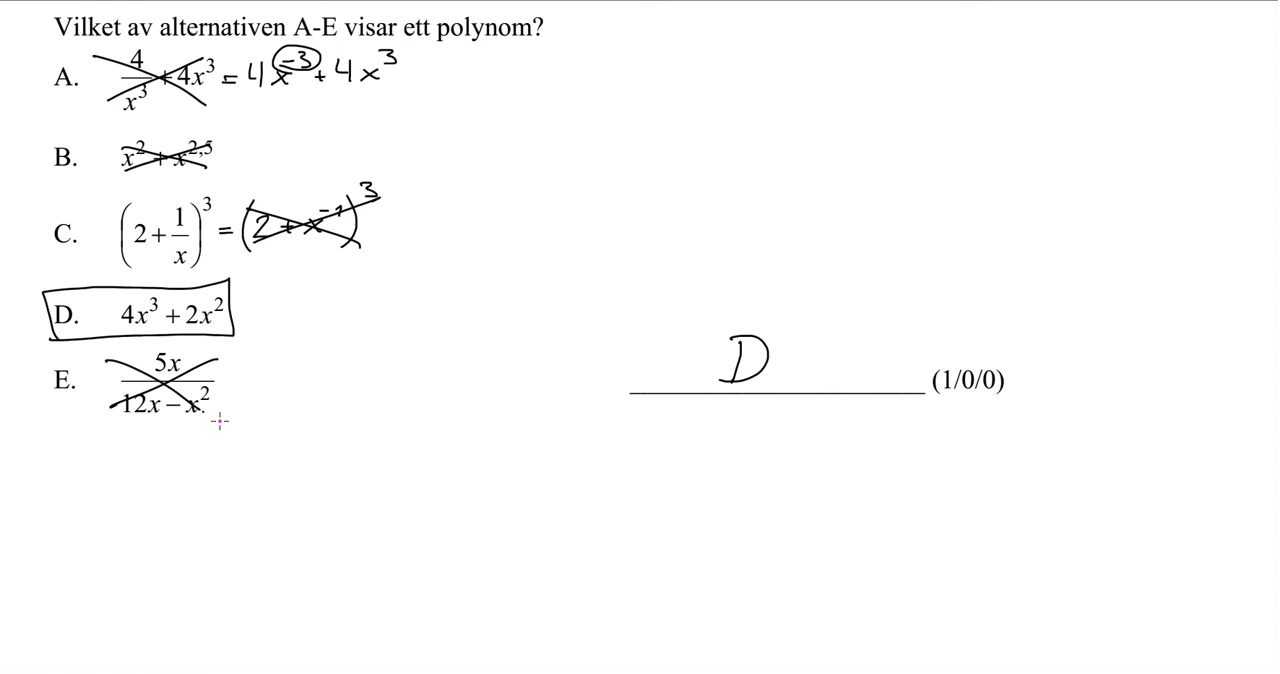 Vilket av alternativen A-E visar ett polynom?
A. 4/x³ + 4x³ = 4x⁻³ + 4x³
B. x² + x^2,5
C. (2 + 1/x)³ = (2 + x⁻¹)³
D. 4x³ + 2x²
E. 5x/(12x − x²)
D (1/0/0)